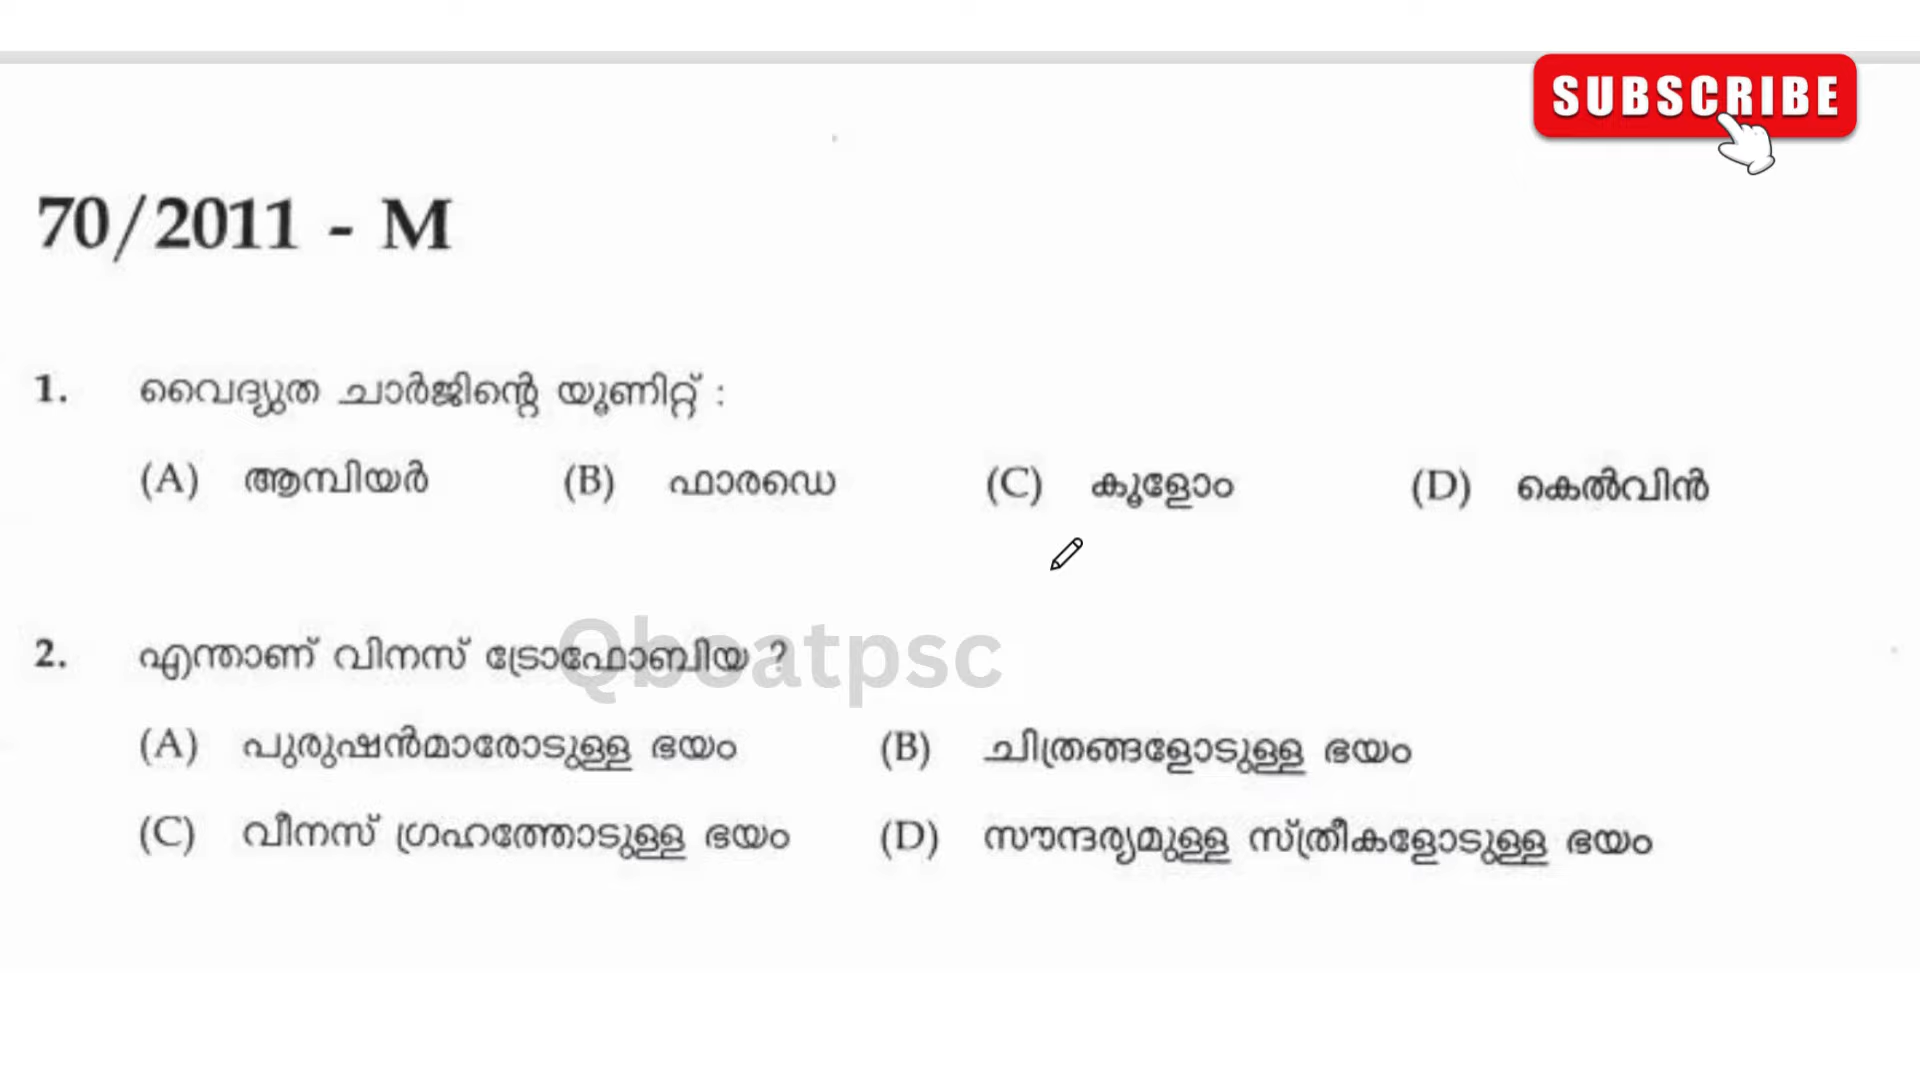 SUBSCRIBE
70/2011 - M
1. വൈദ്യുത ചാർജിന്റെ യൂണിറ്റ് :
(A) ആമ്പിയർ (B) ഫാരഡെ (C) കൂളോം (D) കെൽവിൻ
2. എന്താണ് വിനസ് ട്രോഫോബിയ ?
Qboatpsc
(A) പുരുഷൻമാരോടുള്ള ഭയം (B) ചിത്രങ്ങളോടുള്ള ഭയം
(C) വീനസ് ഗ്രഹത്തോടുള്ള ഭയം (D) സൗന്ദര്യമുള്ള സ്ത്രീകളോടുള്ള ഭയം